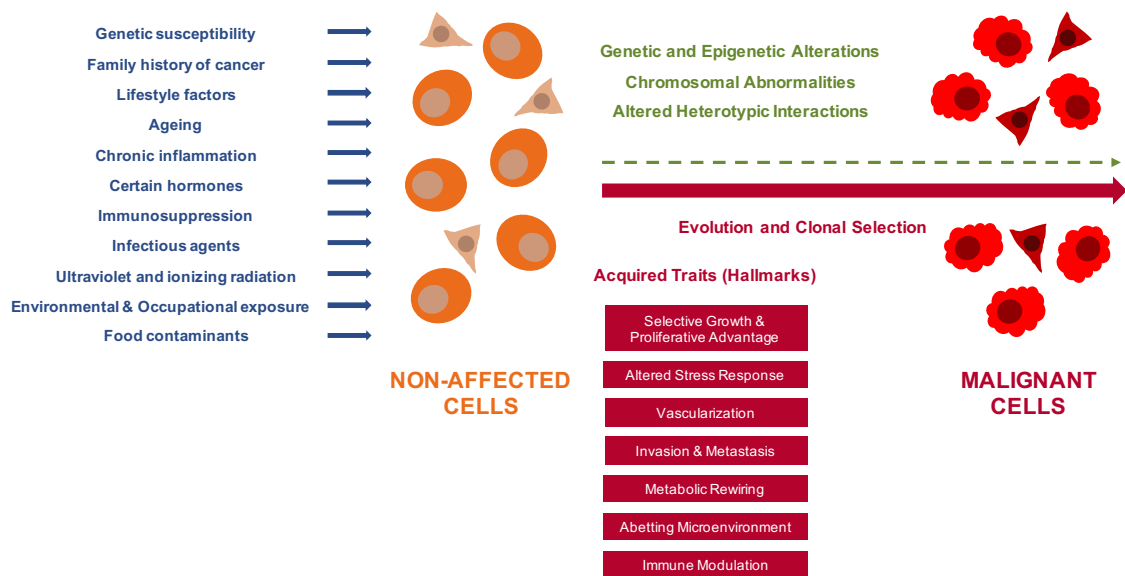 Genetic susceptibility
Family history of cancer
Lifestyle factors
Ageing
Chronic inflammation
Certain hormones
Immunosuppression
Infectious agents
Ultraviolet and ionizing radiation
Environmental & Occupational exposure
Food contaminants
NON-AFFECTED
CELLS
Genetic and Epigenetic Alterations
Chromosomal Abnormalities
Altered Heterotypic Interactions
Evolution and Clonal Selection
Acquired Traits (Hallmarks)
Selective Growth &
Proliferative Advantage
Altered Stress Response
Vascularization
Invasion & Metastasis
Metabolic Rewiring
Abetting Microenvironment
Immune Modulation
MALIGNANT
CELLS